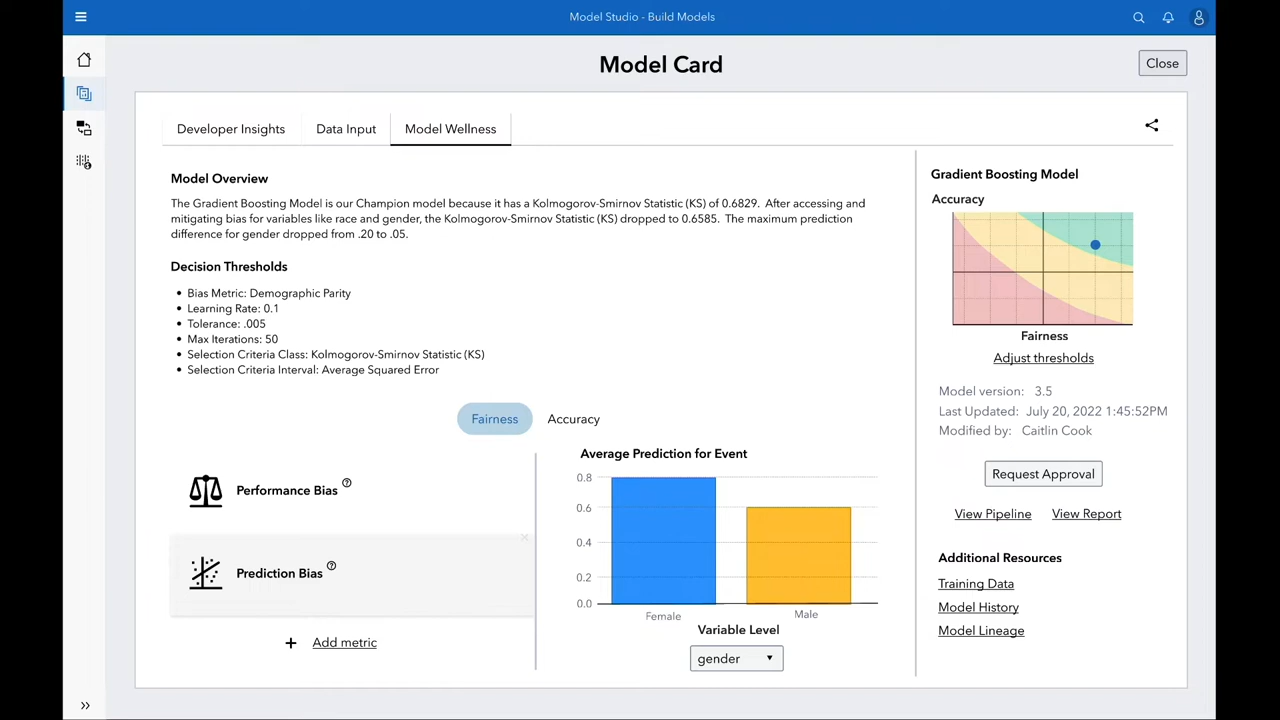 Model Studio - Build Models
Model Card
Close
Developer Insights
Data Input
Model Wellness
Model Overview
The Gradient Boosting Model is our Champion model because it has a Kolmogorov-Smirnov Statistic (KS) of 0.6829. After accessing and
mitigating bias for variables like race and gender, the Kolmogorov-Smirnov Statistic (KS) dropped to 0.6585. The maximum prediction
difference for gender dropped from .20 to .05.
Decision Thresholds
• Bias Metric: Demographic Parity
• Learning Rate: 0.1
• Tolerance: .005
• Max Iterations: 50
• Selection Criteria Class: Kolmogorov-Smirnov Statistic (KS)
• Selection Criteria Interval: Average Squared Error
Fairness
Accuracy
Performance Bias
Prediction Bias
Add metric
Average Prediction for Event
0.8
0.6
0.4
0.2
0.0
Female
Male
Variable Level
gender
Gradient Boosting Model
Accuracy
Fairness
Adjust thresholds
Model version: 3.5
Last Updated: July 20, 2022 1:45:52PM
Modified by: Caitlin Cook
Request Approval
View Pipeline
View Report
Additional Resources
Training Data
Model History
Model Lineage